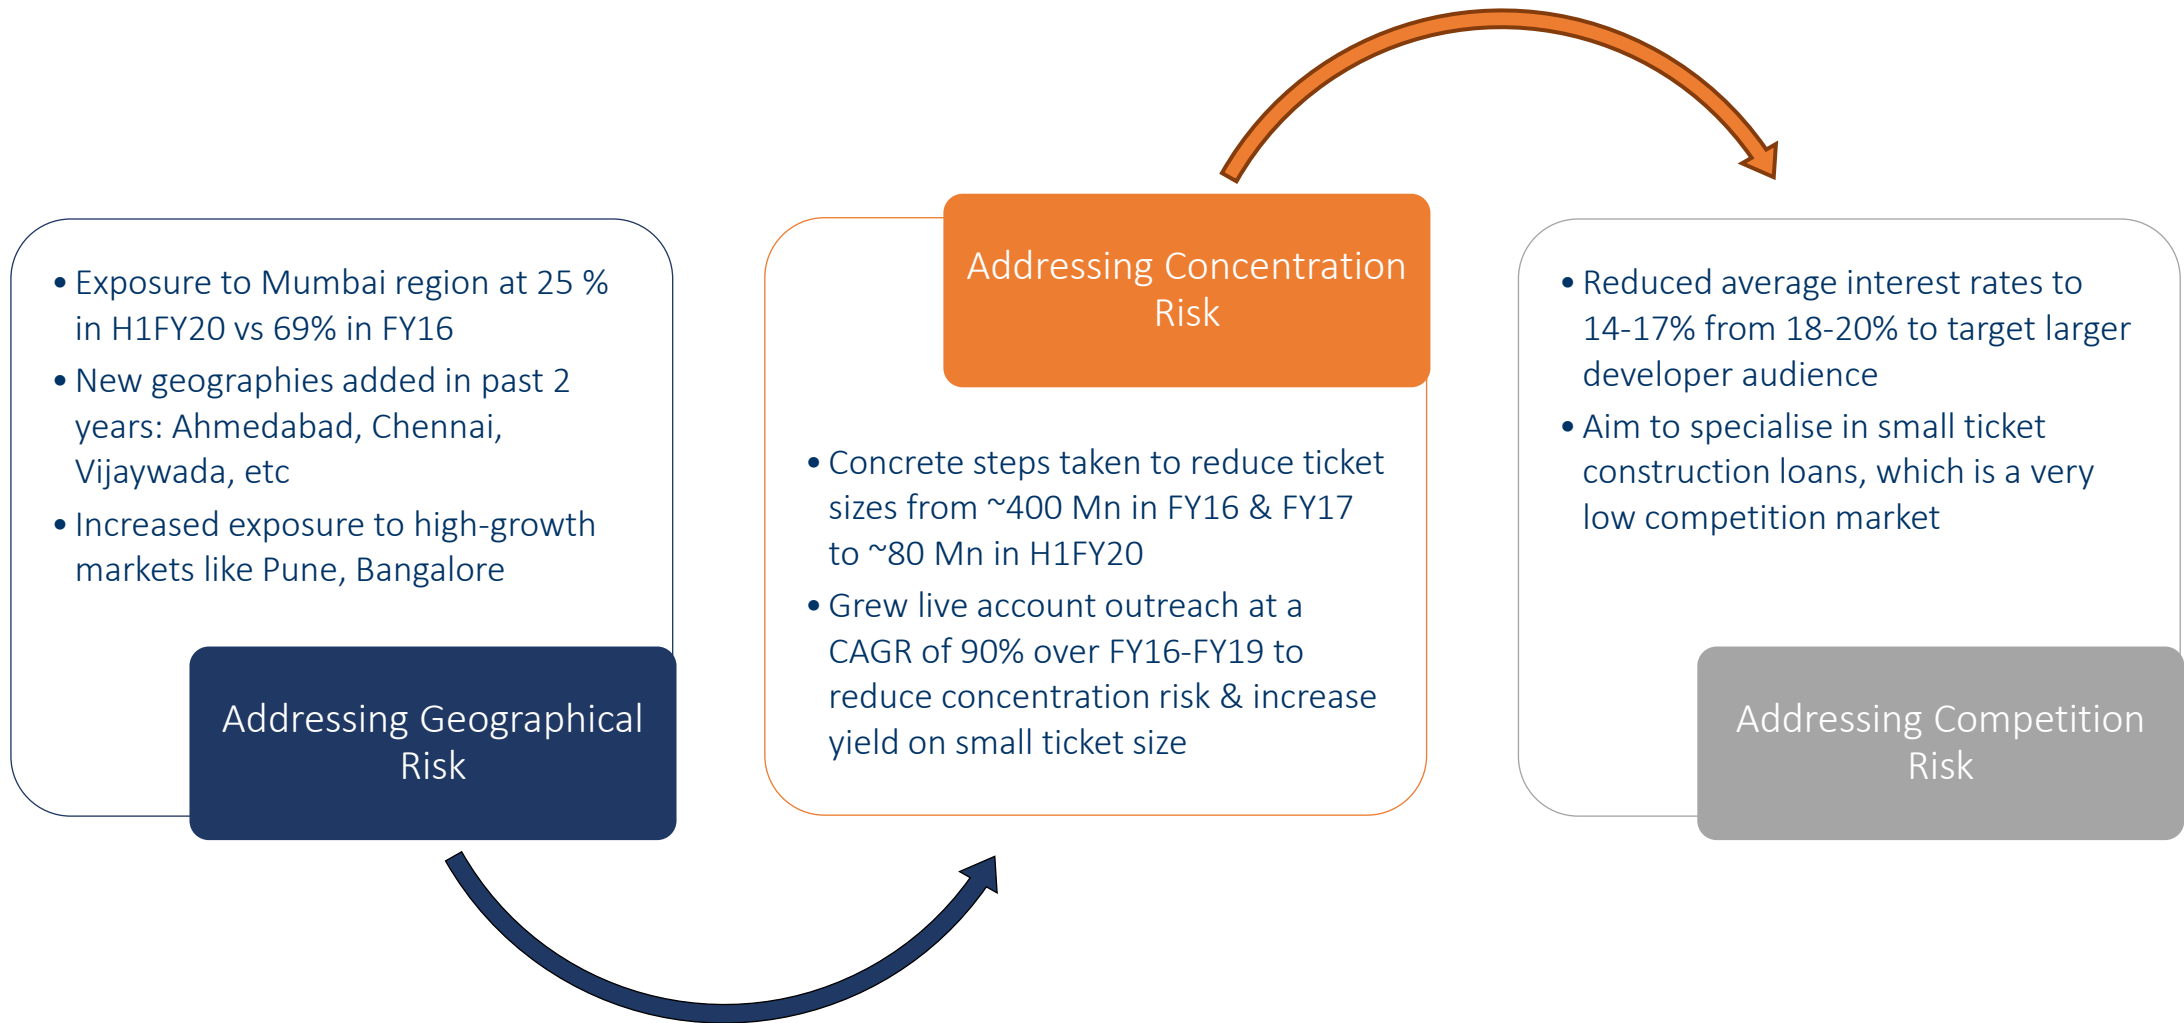 • Exposure to Mumbai region at 25 %
in H1FY20 vs 69% in FY16
• New geographies added in past 2
years: Ahmedabad, Chennai,
Vijaywada, etc
• Increased exposure to high-growth
markets like Pune, Bangalore
Addressing Geographical
Risk
Addressing Concentration
Risk
• Concrete steps taken to reduce ticket
sizes from ~400 Mn in FY16 & FY17
to ~80 Mn in H1FY20
• Grew live account outreach at a
CAGR of 90% over FY16-FY19 to
reduce concentration risk & increase
yield on small ticket size
• Reduced average interest rates to
14-17% from 18-20% to target larger
developer audience
• Aim to specialise in small ticket
construction loans, which is a very
low competition market
Addressing Competition
Risk